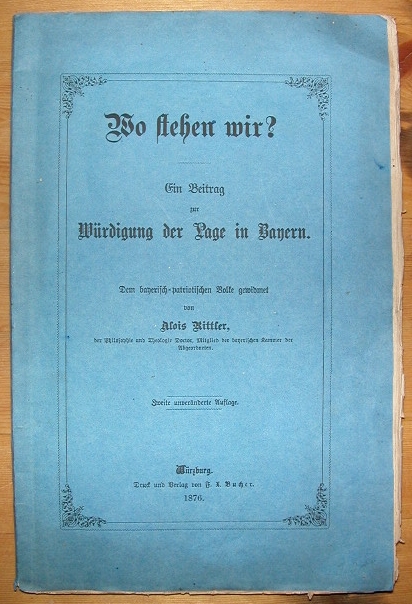 Wo stehen wir?
Ein Beitrag
zur
Würdigung der Lage in Bayern.
Dem bayerisch-patriotischen Volke gewidmet
von
Alois Rittler,
der Philosophie und Theologie Doctor, Mitglied der bayerischen Kammer der
Abgeordneten.
Zweite unveränderte Auflage.
Würzburg.
Druck und Verlag von F. X. Bucher.
1876.